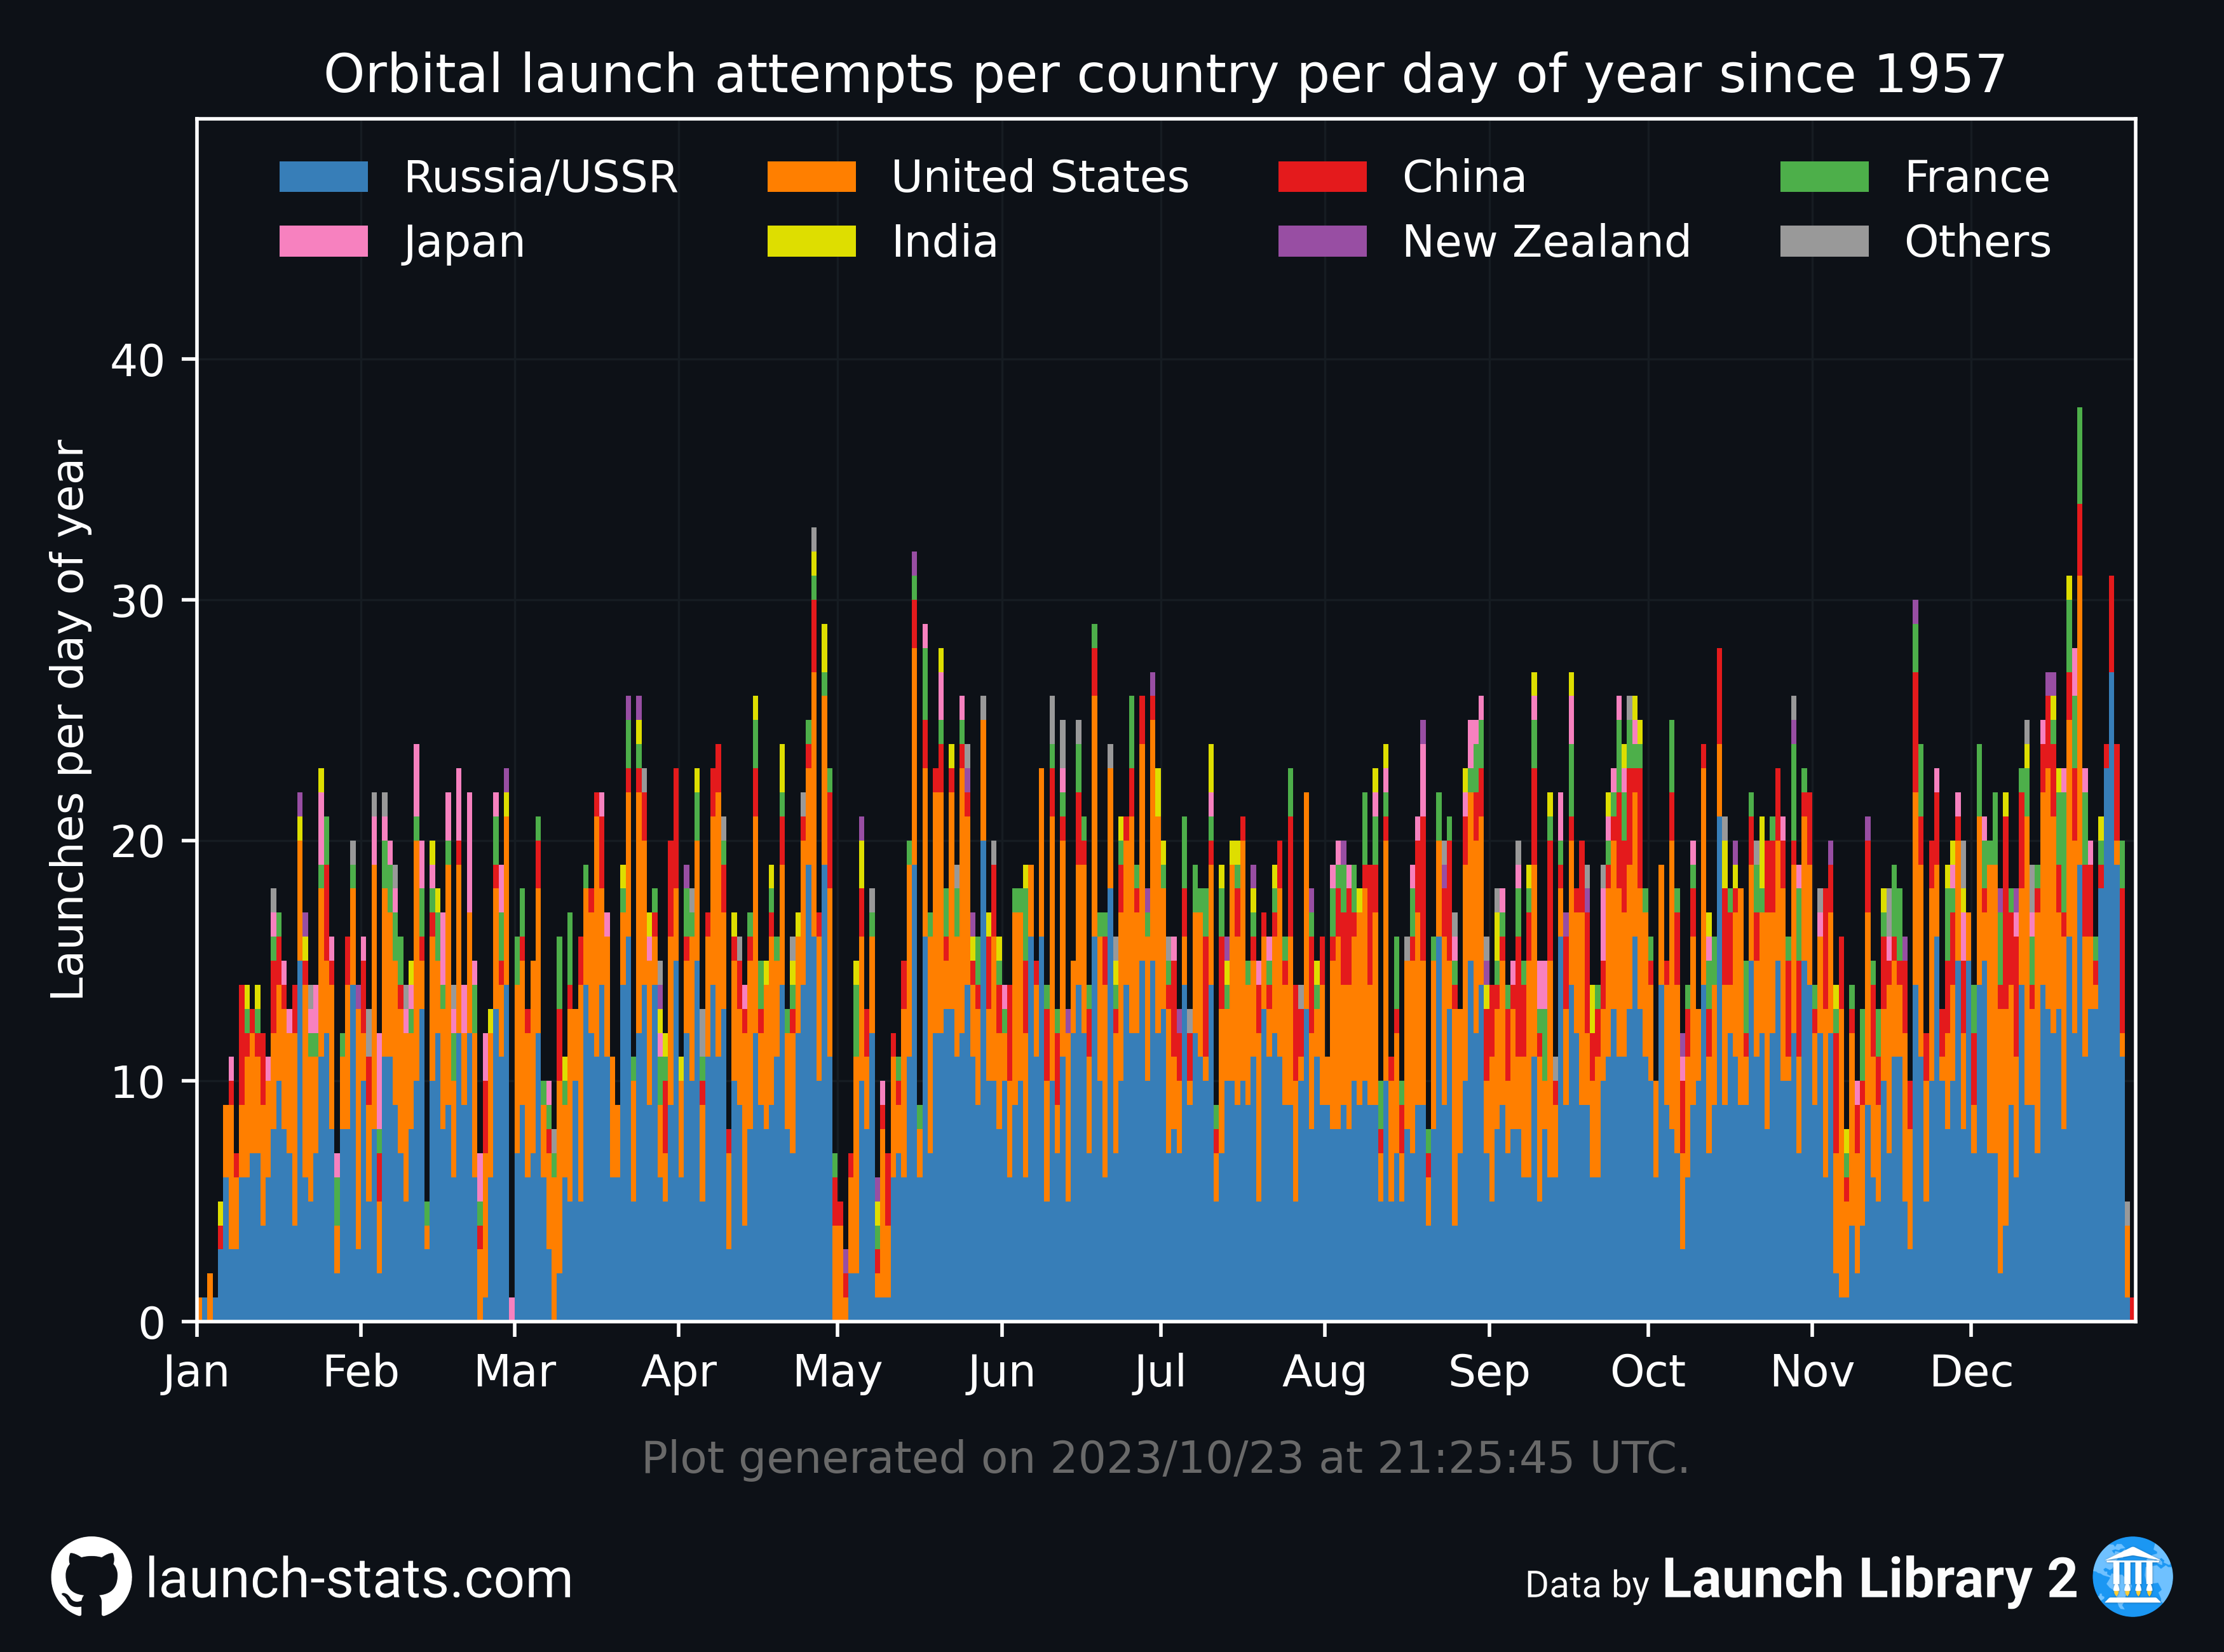 Orbital launch attempts per country per day of year since 1957
Russia/USSR United States China France
Japan India New Zealand Others
Launches per day of year
40
30
20
10
0
Jan Feb Mar Apr May Jun Jul Aug Sep Oct Nov Dec
Plot generated on 2023/10/23 at 21:25:45 UTC.
launch-stats.com
Data by Launch Library 2